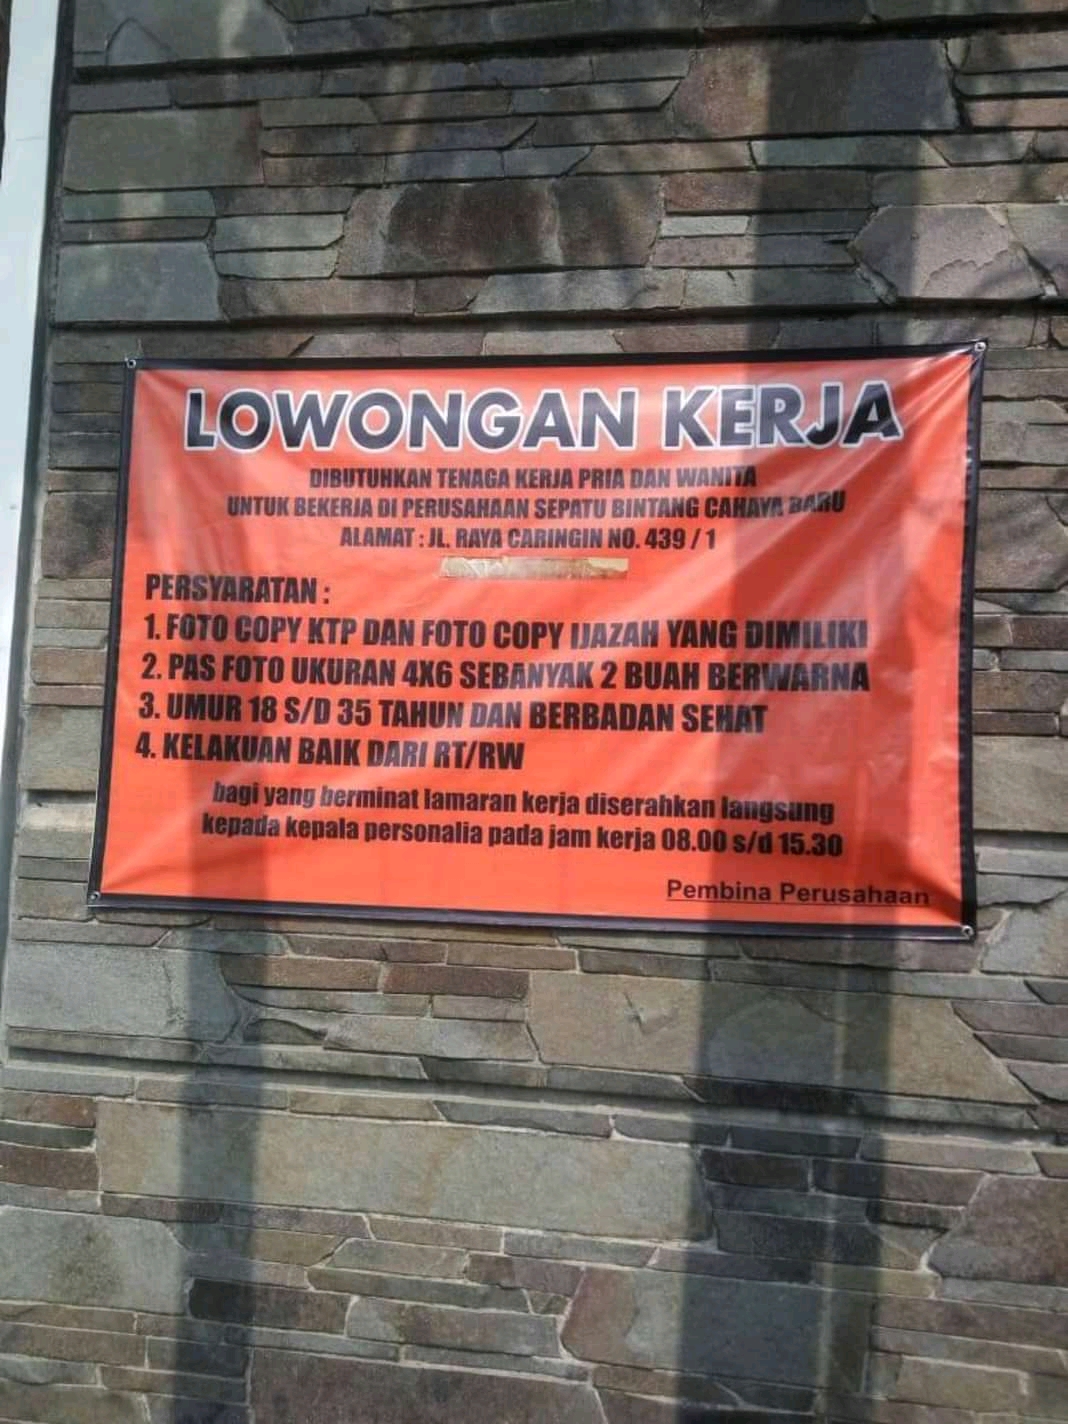 LOWONGAN KERJA
DIBUTUHKAN TENAGA KERJA PRIA DAN WANITA
UNTUK BEKERJA DI PERUSAHAAN SEPATU BINTANG CAHAYA BARU
ALAMAT : JL. RAYA CARINGIN NO. 439 / 1
PERSYARATAN :
1. FOTO COPY KTP DAN FOTO COPY IJAZAH YANG DIMILIKI
2. PAS FOTO UKURAN 4X6 SEBANYAK 2 BUAH BERWARNA
3. UMUR 18 S/D 35 TAHUN DAN BERBADAN SEHAT
4. KELAKUAN BAIK DARI RT/RW
bagi yang berminat lamaran kerja diserahkan langsung
kepada kepala personalia pada jam kerja 08.00 s/d 15.30
Pembina Perusahaan